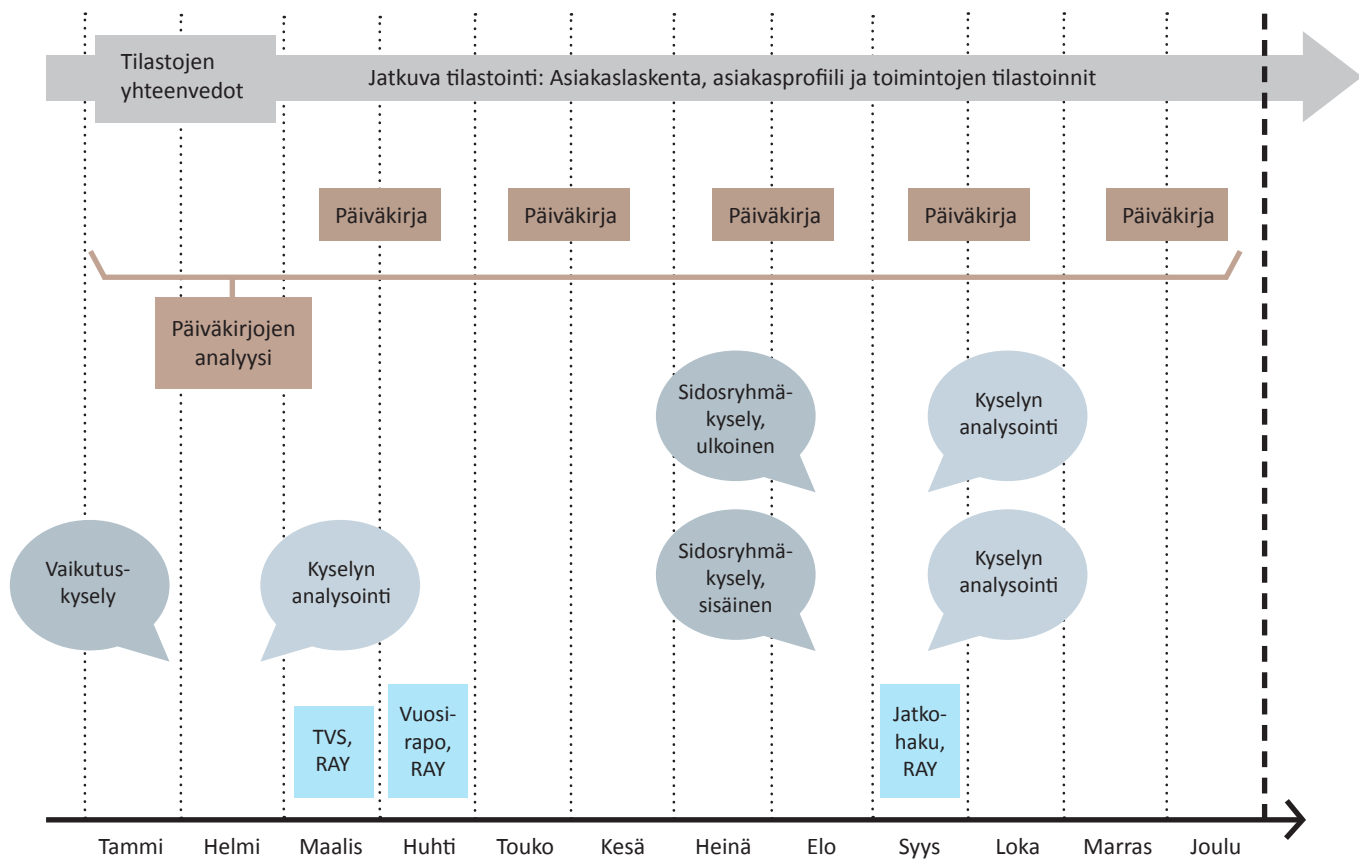 Tilastojen
yhteenvedot
Jatkuva tilastointi: Asiakaslaskenta, asiakasprofiili ja toimintojen tilastoinnit
Päiväkirja
Päiväkirja
Päiväkirja
Päiväkirja
Päiväkirja
Päiväkirjojen
analyysi
Sidosryhmä-
kysely,
ulkoinen
Kyselyn
analysointi
Vaikutus-
kysely
Kyselyn
analysointi
Sidosryhmä-
kysely,
sisäinen
Kyselyn
analysointi
TVS,
RAY
Vuosi-
rapo,
RAY
Jatko-
haku,
RAY
Tammi Helmi Maalis Huhti Touko Kesä Heinä Elo Syys Loka Marras Joulu